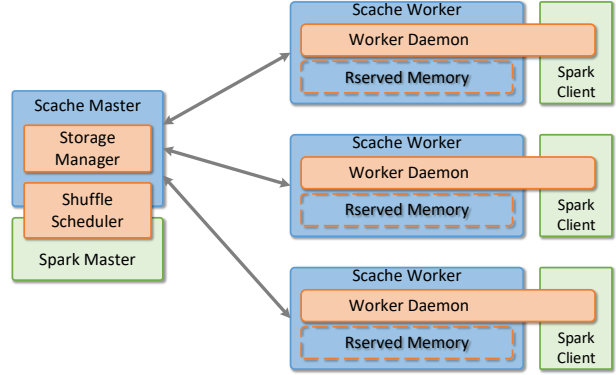 Scache Master
Storage
Manager
Shuffle
Scheduler
Spark Master
Scache Worker
Worker Daemon
Rserved Memory
Spark
Client
Scache Worker
Worker Daemon
Rserved Memory
Spark
Client
Scache Worker
Worker Daemon
Rserved Memory
Spark
Client